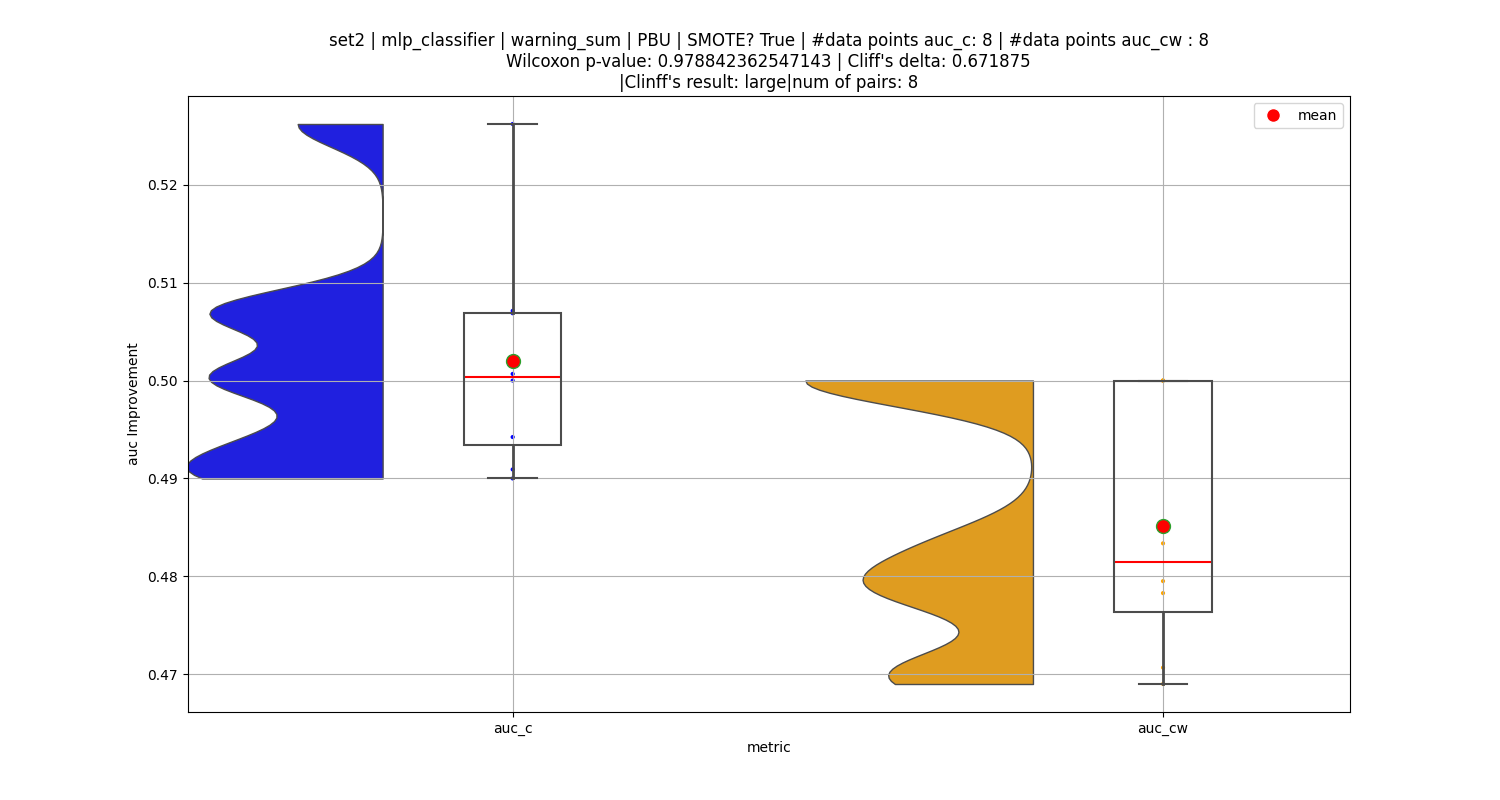 set2 | mlp_classifier | warning_sum | PBU | SMOTE? True | #data points auc_c: 8 | #data points auc_cw : 8
Wilcoxon p-value: 0.978842362547143 | Cliff's delta: 0.671875
|Clinff's result: large|num of pairs: 8
mean
0.52
0.51
0.50
0.49
0.48
0.47
auc Improvement
auc_c
auc_cw
metric